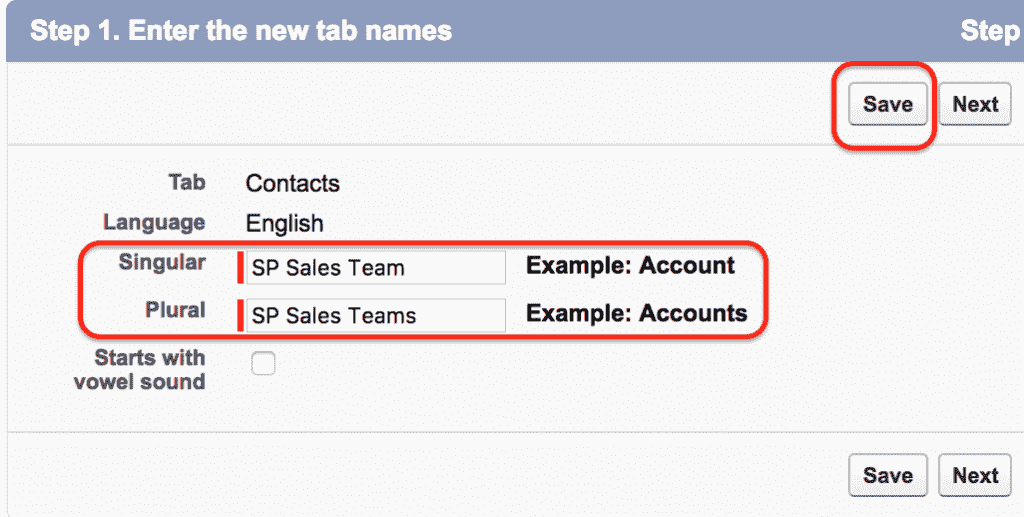 Step 1. Enter the new tab names Step
Save Next
Tab Contacts
Language English
Singular SP Sales Team Example: Account
Plural SP Sales Teams Example: Accounts
Starts with
vowel sound
Save Next